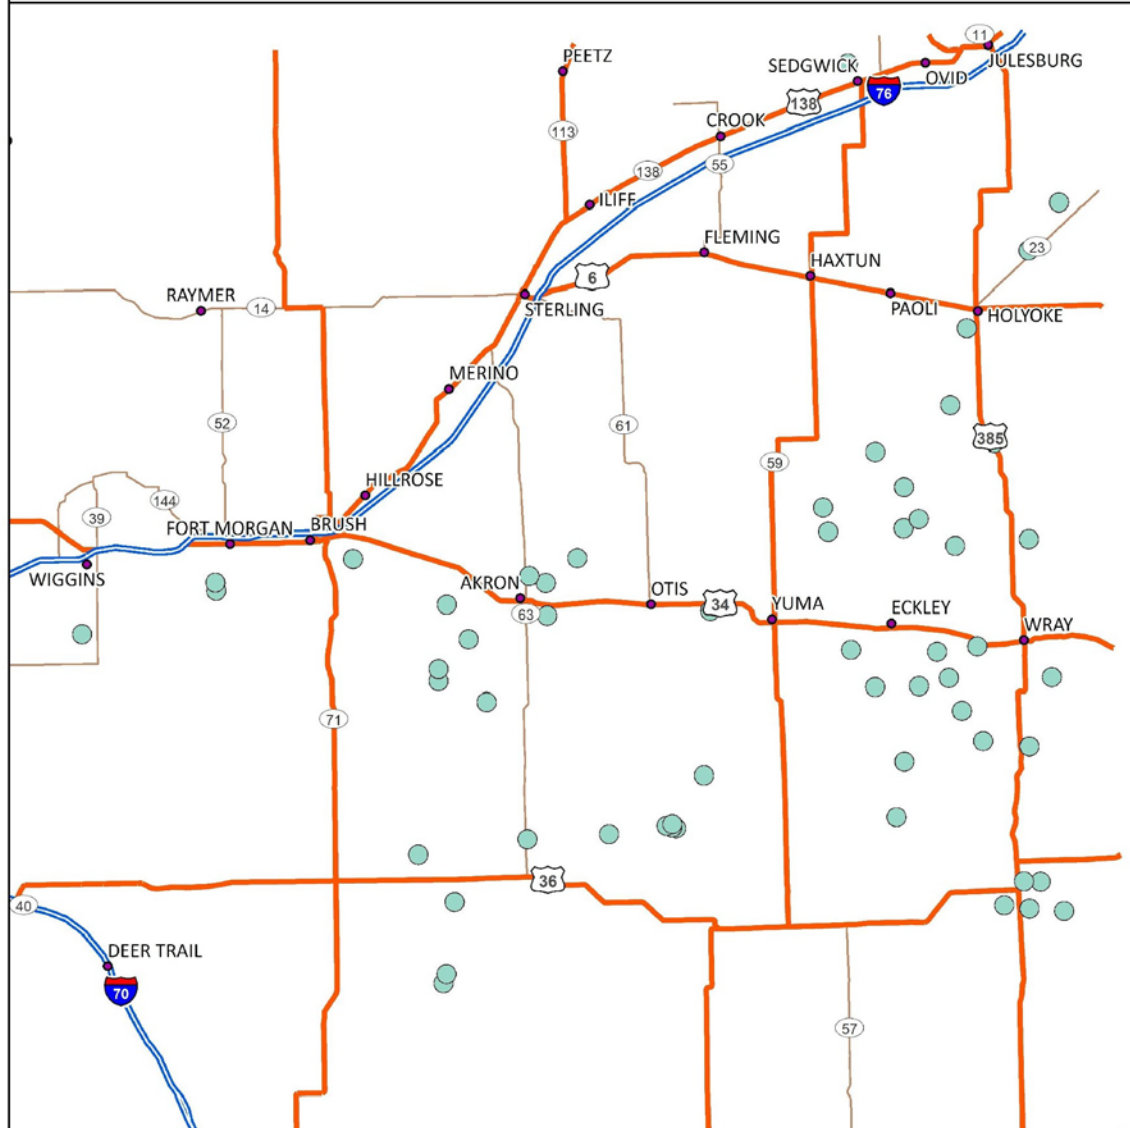 11
PEETZ
JULESBURG
SEDGWICK
OVID
76
138
CROOK
113
55
138
ILIFF
FLEMING
23
HAXTUN
6
RAYMER
14
STERLING
PAOLI
HOLYOKE
MERINO
52
61
385
59
HILLROSE
144
39
FORT MORGAN
BRUSH
WIGGINS
AKRON
OTIS
34
YUMA
ECKLEY
63
WRAY
71
36
40
DEER TRAIL
70
57